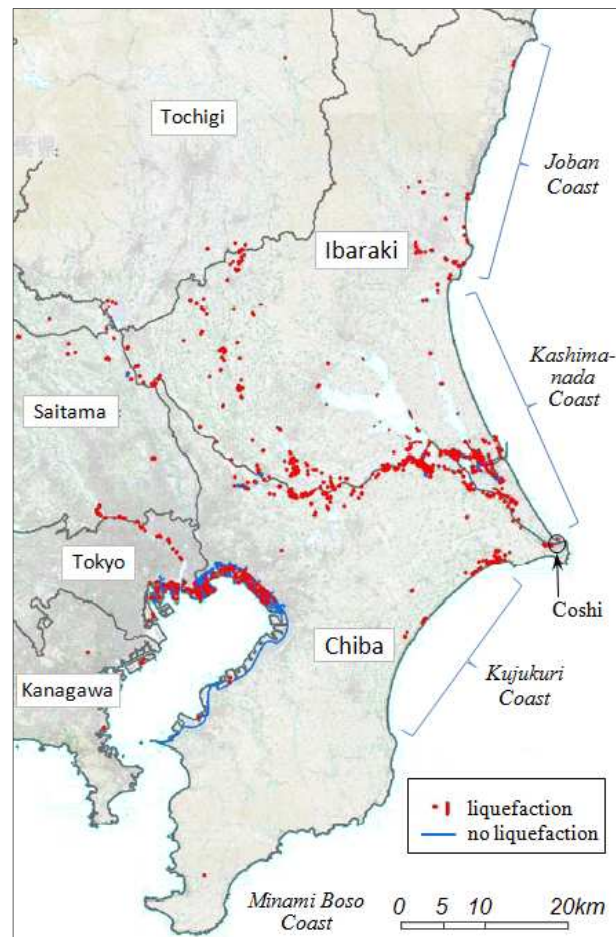 Tochigi
Joban
Coast
Ibaraki
Kashima-
nada
Coast
Saitama
Tokyo
Coshi
Chiba
Kanagawa
Kujukuri
Coast
liquefaction
no liquefaction
Minami Boso
Coast
0 5 10 20km